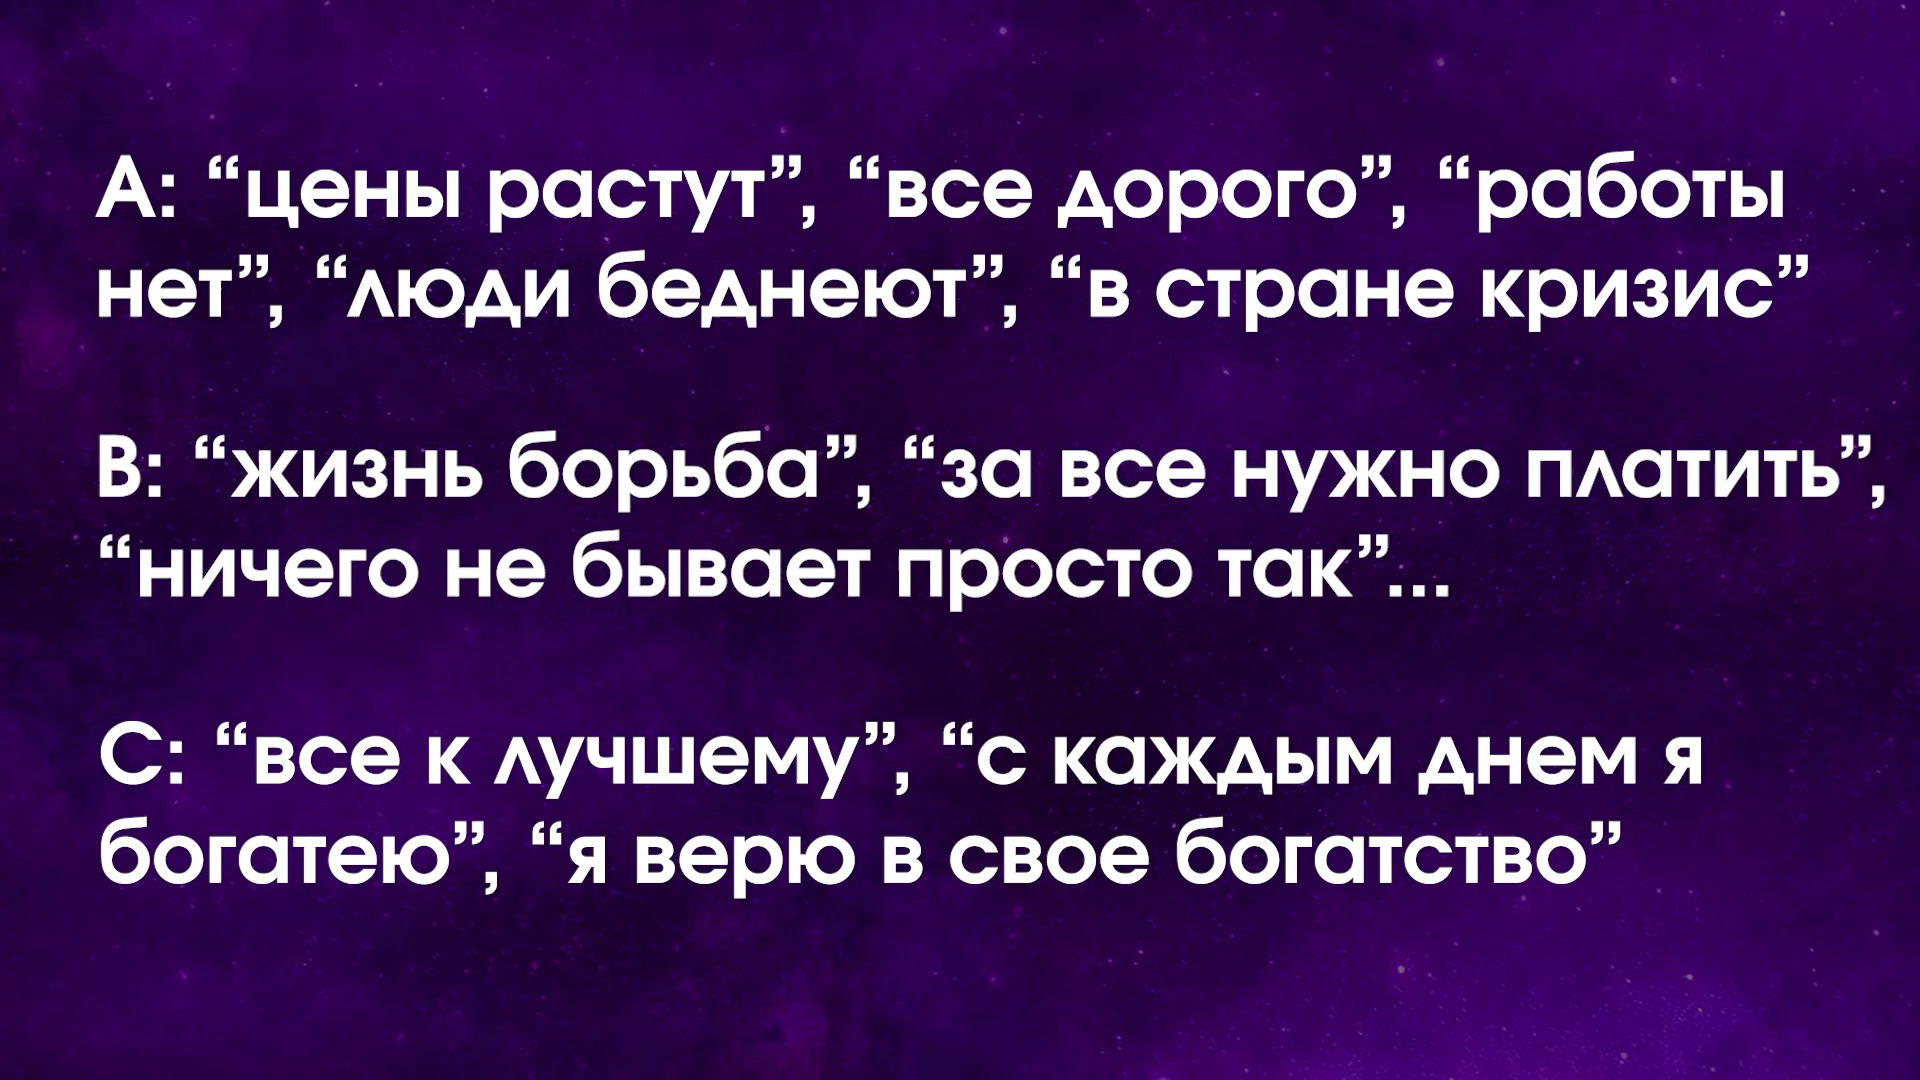 А: “цены растут”, “все дорого”, “работы
нет”, “люди беднеют”, “в стране кризис”
В: “жизнь борьба”, “за все нужно платить”,
“ничего не бывает просто так”...
С: “все к лучшему”, “с каждым днем я
богатею”, “я верю в свое богатство”